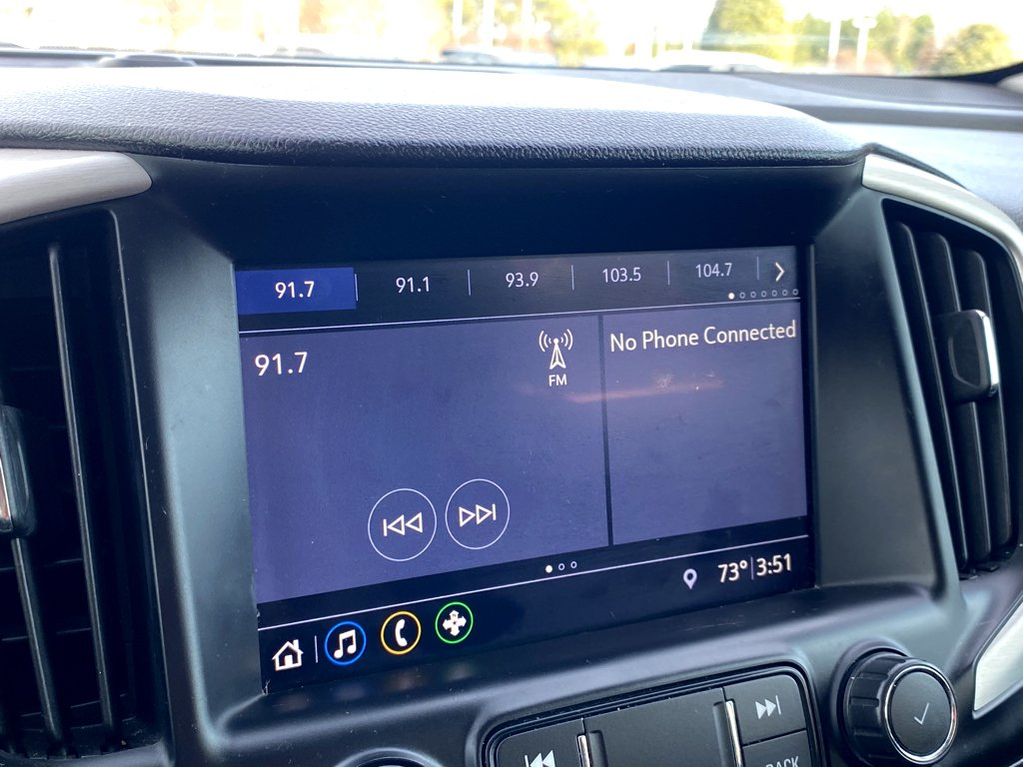 91.7 91.1 93.9 103.5 104.7
91.7
FM
No Phone Connected
73° 3:51
BACK